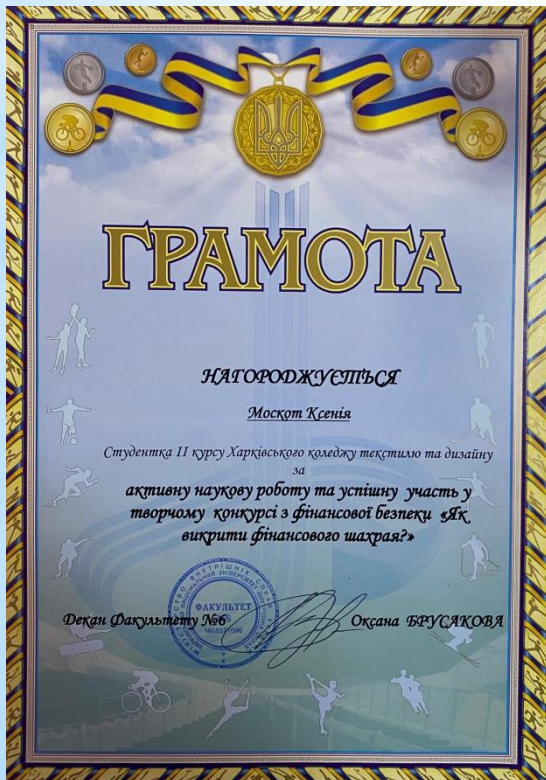 ГРАМОТА
НАГОРОДЖУЄТЬСЯ
Москот Ксенія
Студентка II курсу Харківського коледжу текстилю та дизайну
за
активну наукову роботу та успішну участь у
творчому конкурсі з фінансової безпеки «Як
викрити фінансового шахрая?»
ФАКУЛЬТЕТ
Декан Факультету №6 Оксана БРУСАКОВА